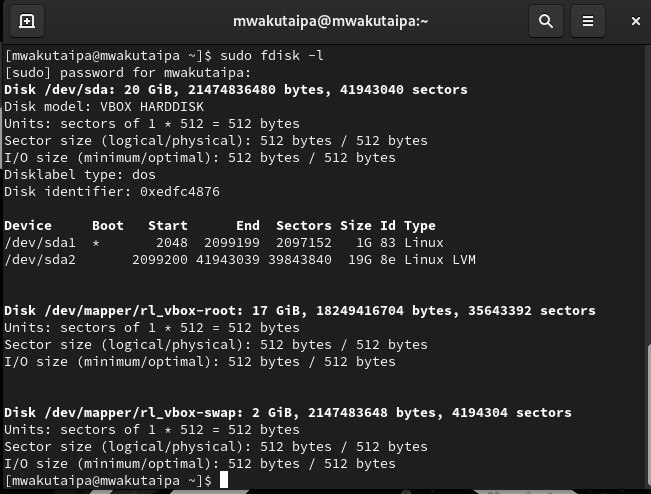 mwakutaipa@mwakutaipa:~
[mwakutaipa@mwakutaipa ~]$ sudo fdisk -l
[sudo] password for mwakutaipa:
Disk /dev/sda: 20 GiB, 21474836480 bytes, 41943040 sectors
Disk model: VBOX HARDDISK
Units: sectors of 1 * 512 = 512 bytes
Sector size (logical/physical): 512 bytes / 512 bytes
I/O size (minimum/optimal): 512 bytes / 512 bytes
Disklabel type: dos
Disk identifier: 0xedfc4876
Device     Boot   Start      End  Sectors Size Id Type
/dev/sda1  *       2048  2099199  2097152   1G 83 Linux
/dev/sda2       2099200 41943039 39843840  19G 8e Linux LVM
Disk /dev/mapper/rl_vbox-root: 17 GiB, 18249416704 bytes, 35643392 sectors
Units: sectors of 1 * 512 = 512 bytes
Sector size (logical/physical): 512 bytes / 512 bytes
I/O size (minimum/optimal): 512 bytes / 512 bytes
Disk /dev/mapper/rl_vbox-swap: 2 GiB, 2147483648 bytes, 4194304 sectors
Units: sectors of 1 * 512 = 512 bytes
Sector size (logical/physical): 512 bytes / 512 bytes
I/O size (minimum/optimal): 512 bytes / 512 bytes
[mwakutaipa@mwakutaipa ~]$